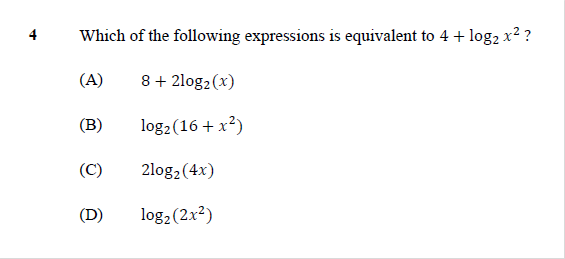 4 Which of the following expressions is equivalent to 4 + log₂ x² ?
(A) 8 + 2log₂(x)
(B) log₂(16 + x²)
(C) 2log₂(4x)
(D) log₂(2x²)